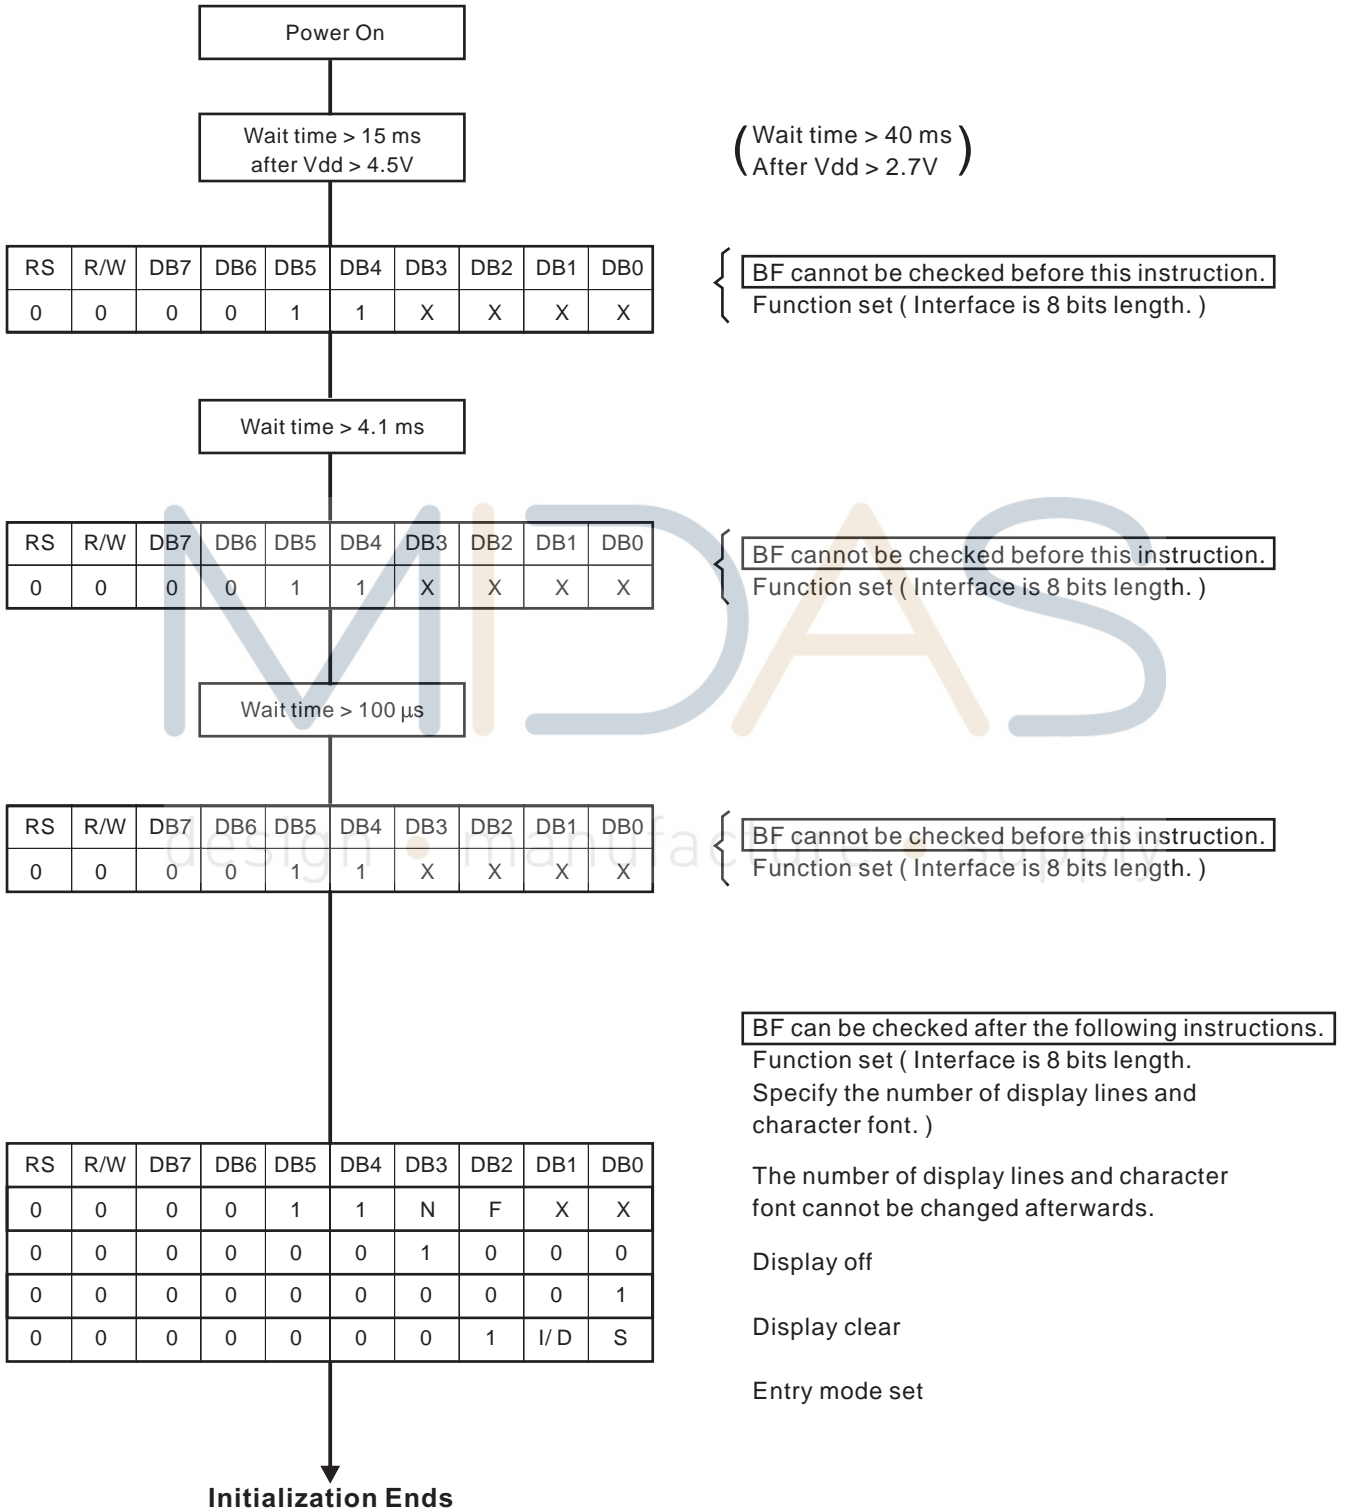 Power On
Wait time > 15 ms
after Vdd > 4.5V
(Wait time > 40 ms
After Vdd > 2.7V)
RS R/W DB7 DB6 DB5 DB4 DB3 DB2 DB1 DB0
0 0 0 0 1 1 X X X X
BF cannot be checked before this instruction.
Function set ( Interface is 8 bits length. )
Wait time > 4.1 ms
RS R/W DB7 DB6 DB5 DB4 DB3 DB2 DB1 DB0
0 0 0 0 1 1 X X X X
BF cannot be checked before this instruction.
Function set ( Interface is 8 bits length. )
MIDAS
Wait time > 100 µs
RS R/W DB7 DB6 DB5 DB4 DB3 DB2 DB1 DB0
0 0 0 0 1 1 X X X X
BF cannot be checked before this instruction.
Function set ( Interface is 8 bits length. )
design • manufacture • supply
BF can be checked after the following instructions.
Function set ( Interface is 8 bits length.
Specify the number of display lines and
character font. )
The number of display lines and character
font cannot be changed afterwards.
Display off
Display clear
Entry mode set
RS R/W DB7 DB6 DB5 DB4 DB3 DB2 DB1 DB0
0 0 0 0 1 1 N F X X
0 0 0 0 0 0 1 0 0 0
0 0 0 0 0 0 0 0 0 1
0 0 0 0 0 0 0 1 I/D S
Initialization Ends